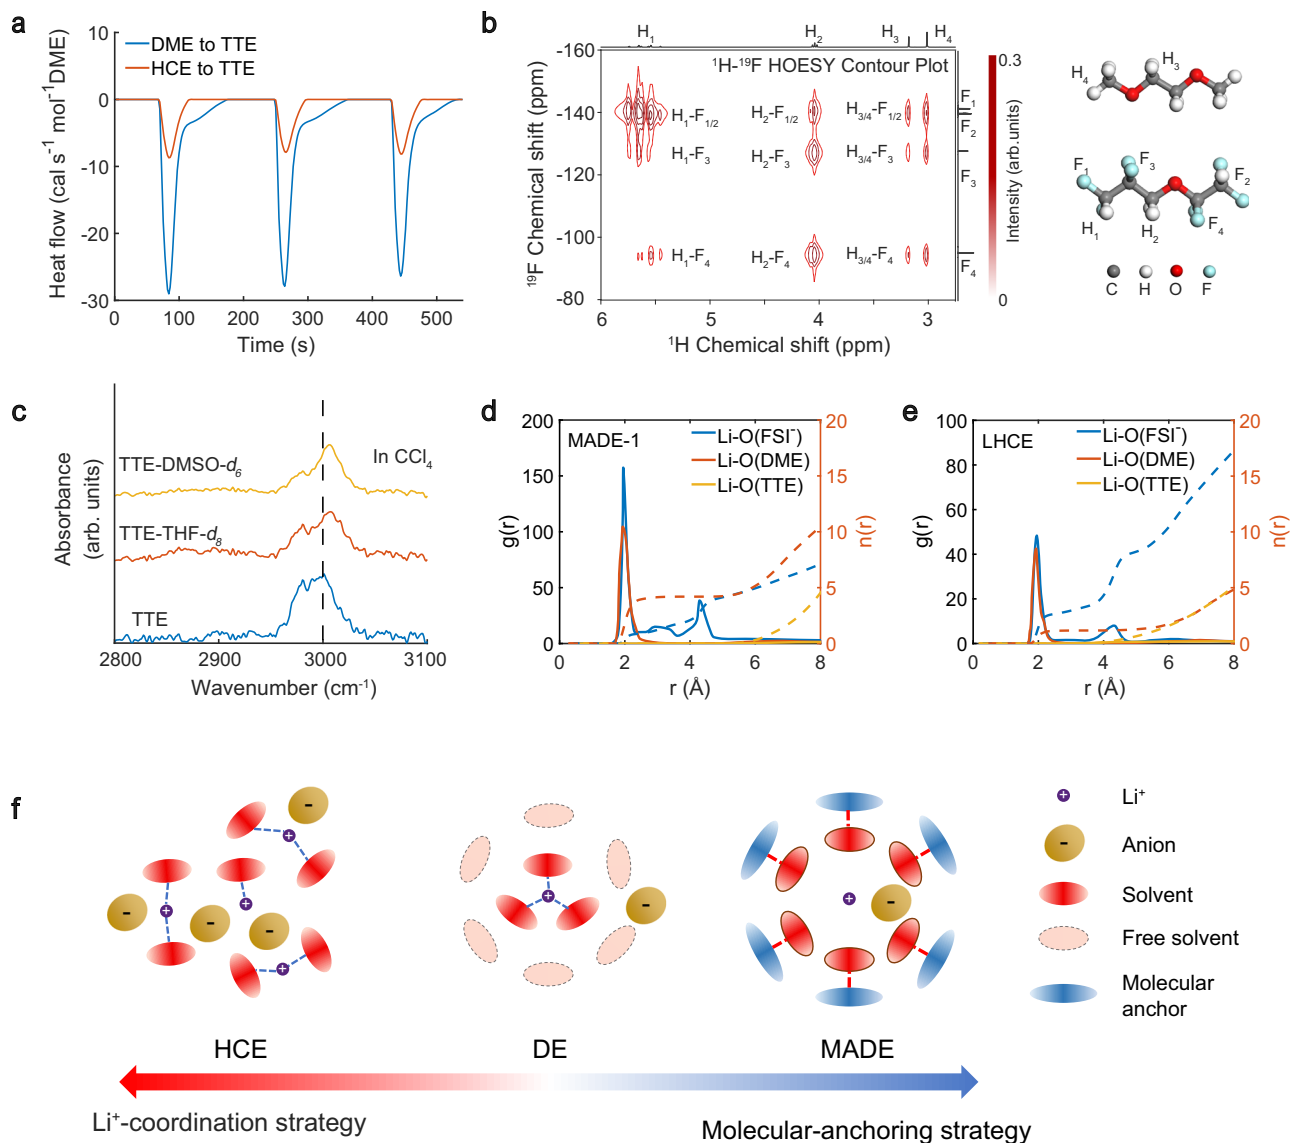 a
Heat flow (cal s⁻¹ mol⁻¹DME)
10
0
-10
-20
-30
DME to TTE
HCE to TTE
0 100 200 300 400 500
Time (s)
b
H₁ H₂ H₃ H₄
¹⁹F Chemical shift (ppm)
-160
-140
-120
-100
-80
¹H-¹⁹F HOESY Contour Plot
H₁-F₁/₂ H₂-F₁/₂ H₃/₄-F₁/₂
H₁-F₃ H₂-F₃ H₃/₄-F₃
H₁-F₄ H₂-F₄ H₃/₄-F₄
6 5 4 3
¹H Chemical shift (ppm)
F₁
F₂
F₃
F₄
0.3
Intensity (arb.units)
0
H₄ H₃
F₁ F₃ F₂
H₁ H₂ F₄
C H O F
c
Absorbance
(arb. units)
In CCl₄
TTE-DMSO-d₆
TTE-THF-d₈
TTE
2800 2900 3000 3100
Wavenumber (cm⁻¹)
d
g(r)
200
150
100
50
0
MADE-1
Li-O(FSI⁻)
Li-O(DME)
Li-O(TTE)
20
15
10
5
0
n(r)
0 2 4 6 8
r (Å)
e
g(r)
100
80
60
40
20
0
LHCE
Li-O(FSI⁻)
Li-O(DME)
Li-O(TTE)
20
15
10
5
0
n(r)
0 2 4 6 8
r (Å)
f
Li⁺
Anion
Solvent
Free solvent
Molecular
anchor
HCE DE MADE
Li⁺-coordination strategy
Molecular-anchoring strategy